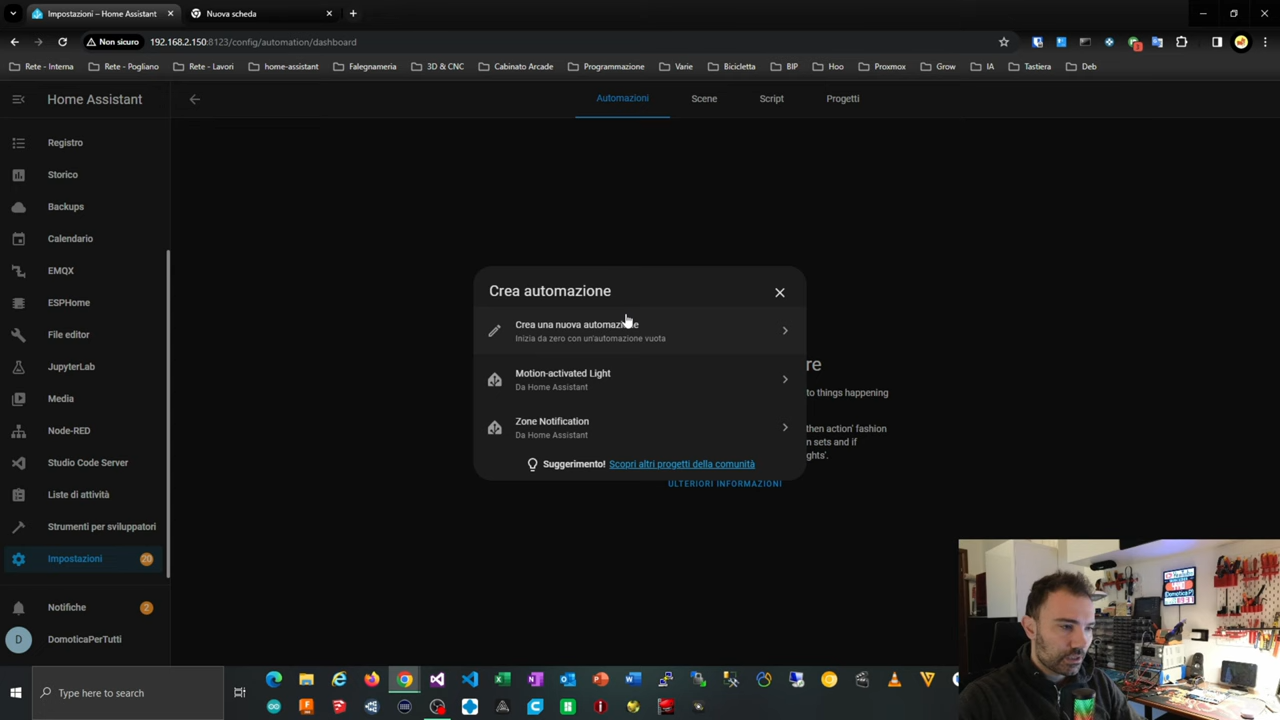 Impostazioni – Home Assistant
Nuova scheda
Non sicuro
192.168.2.150:8123/config/automation/dashboard
Rete - Interna
Rete - Pogliano
Rete - Lavori
home-assistant
Falegnameria
3D & CNC
Cabinato Arcade
Programmazione
Varie
Bicicletta
BIP
Hoo
Proxmox
Grow
IA
Tastiera
Deb
Home Assistant
Automazioni
Scene
Script
Progetti
Registro
Storico
Backups
Calendario
EMQX
ESPHome
File editor
JupyterLab
Media
Node-RED
Studio Code Server
Liste di attività
Strumenti per sviluppatori
Impostazioni
20
Notifiche
2
D
DomoticaPerTutti
Crea automazione
Crea una nuova automazione
Inizia da zero con un'automazione vuota
Motion-activated Light
Da Home Assistant
Zone Notification
Da Home Assistant
Suggerimento! Scopri altri progetti della comunità
re
to things happening
then action' fashion
n sets and if
ghts'.
ULTERIORI INFORMAZIONI
Type here to search